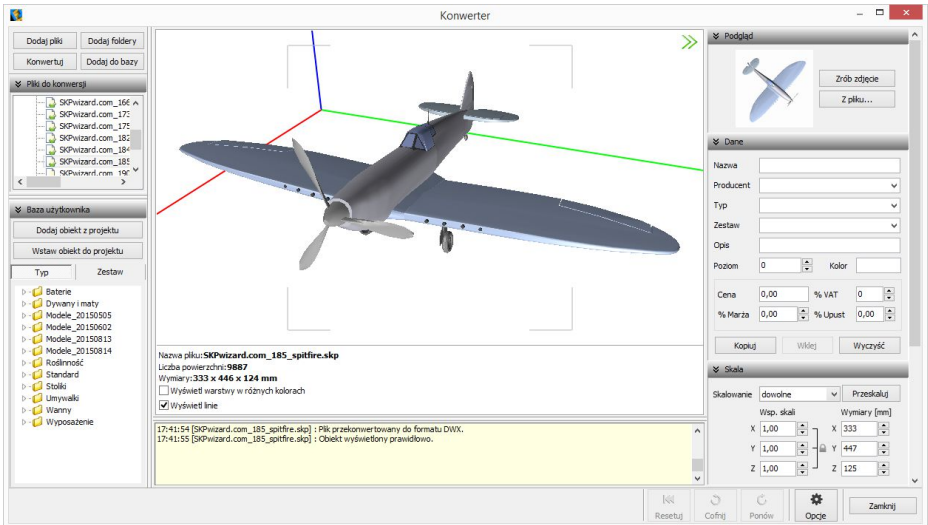 Konwerter
Dodaj pliki
Dodaj foldery
Konwertuj
Dodaj do bazy
Pliki do konwersji
SKPwizard.com_166
SKPwizard.com_173
SKPwizard.com_175
SKPwizard.com_182
SKPwizard.com_184
SKPwizard.com_185
SKPwizard.com_190
Baza użytkownika
Dodaj obiekt z projektu
Wstaw obiekt do projektu
Typ
Zestaw
Baterie
Dywany i maty
Modele_20150505
Modele_20150602
Modele_20150813
Modele_20150814
Roślinność
Standard
Stoliki
Umywalki
Wanny
Wyposażenie
Nazwa pliku: SKPwizard.com_185_spitfire.skp
Liczba powierzchni: 9887
Wymiary: 333 x 446 x 124 mm
Wyświetl warstwy w różnych kolorach
Wyświetl linie
17:41:54 [SKPwizard.com_185_spitfire.skp] : Plik przekonwertowany do formatu DWX.
17:41:55 [SKPwizard.com_185_spitfire.skp] : Obiekt wyświetlony prawidłowo.
Podgląd
Zrób zdjęcie
Z pliku...
Dane
Nazwa
Producent
Typ
Zestaw
Opis
Poziom 0 Kolor
Cena 0,00 % VAT 0
% Marża 0,00 % Upust 0,00
Kopiuj Wklej Wyczyść
Skala
Skalowanie dowolne Przeskaluj
Wsp. skali Wymiary [mm]
X 1,00 X 333
Y 1,00 Y 447
Z 1,00 Z 125
Resetuj Cofnij Ponów Opcje Zamknij